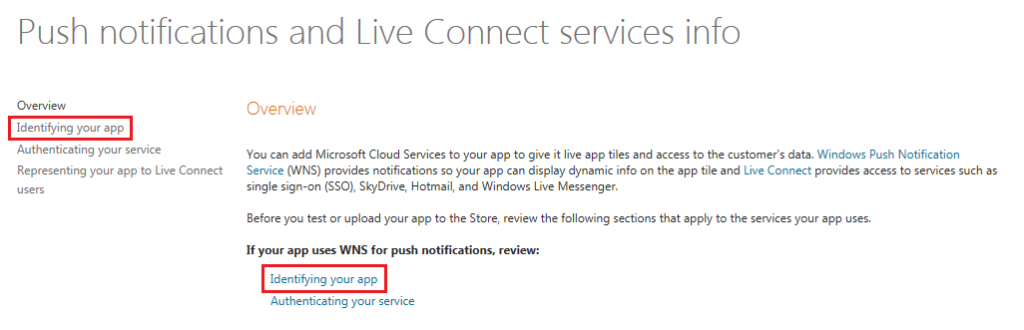 Push notifications and Live Connect services info
Overview
Identifying your app
Authenticating your service
Representing your app to Live Connect
users
Overview
You can add Microsoft Cloud Services to your app to give it live app tiles and access to the customer's data. Windows Push Notification
Service (WNS) provides notifications so your app can display dynamic info on the app tile and Live Connect provides access to services such as
single sign-on (SSO), SkyDrive, Hotmail, and Windows Live Messenger.
Before you test or upload your app to the Store, review the following sections that apply to the services your app uses.
If your app uses WNS for push notifications, review:
Identifying your app
Authenticating your service